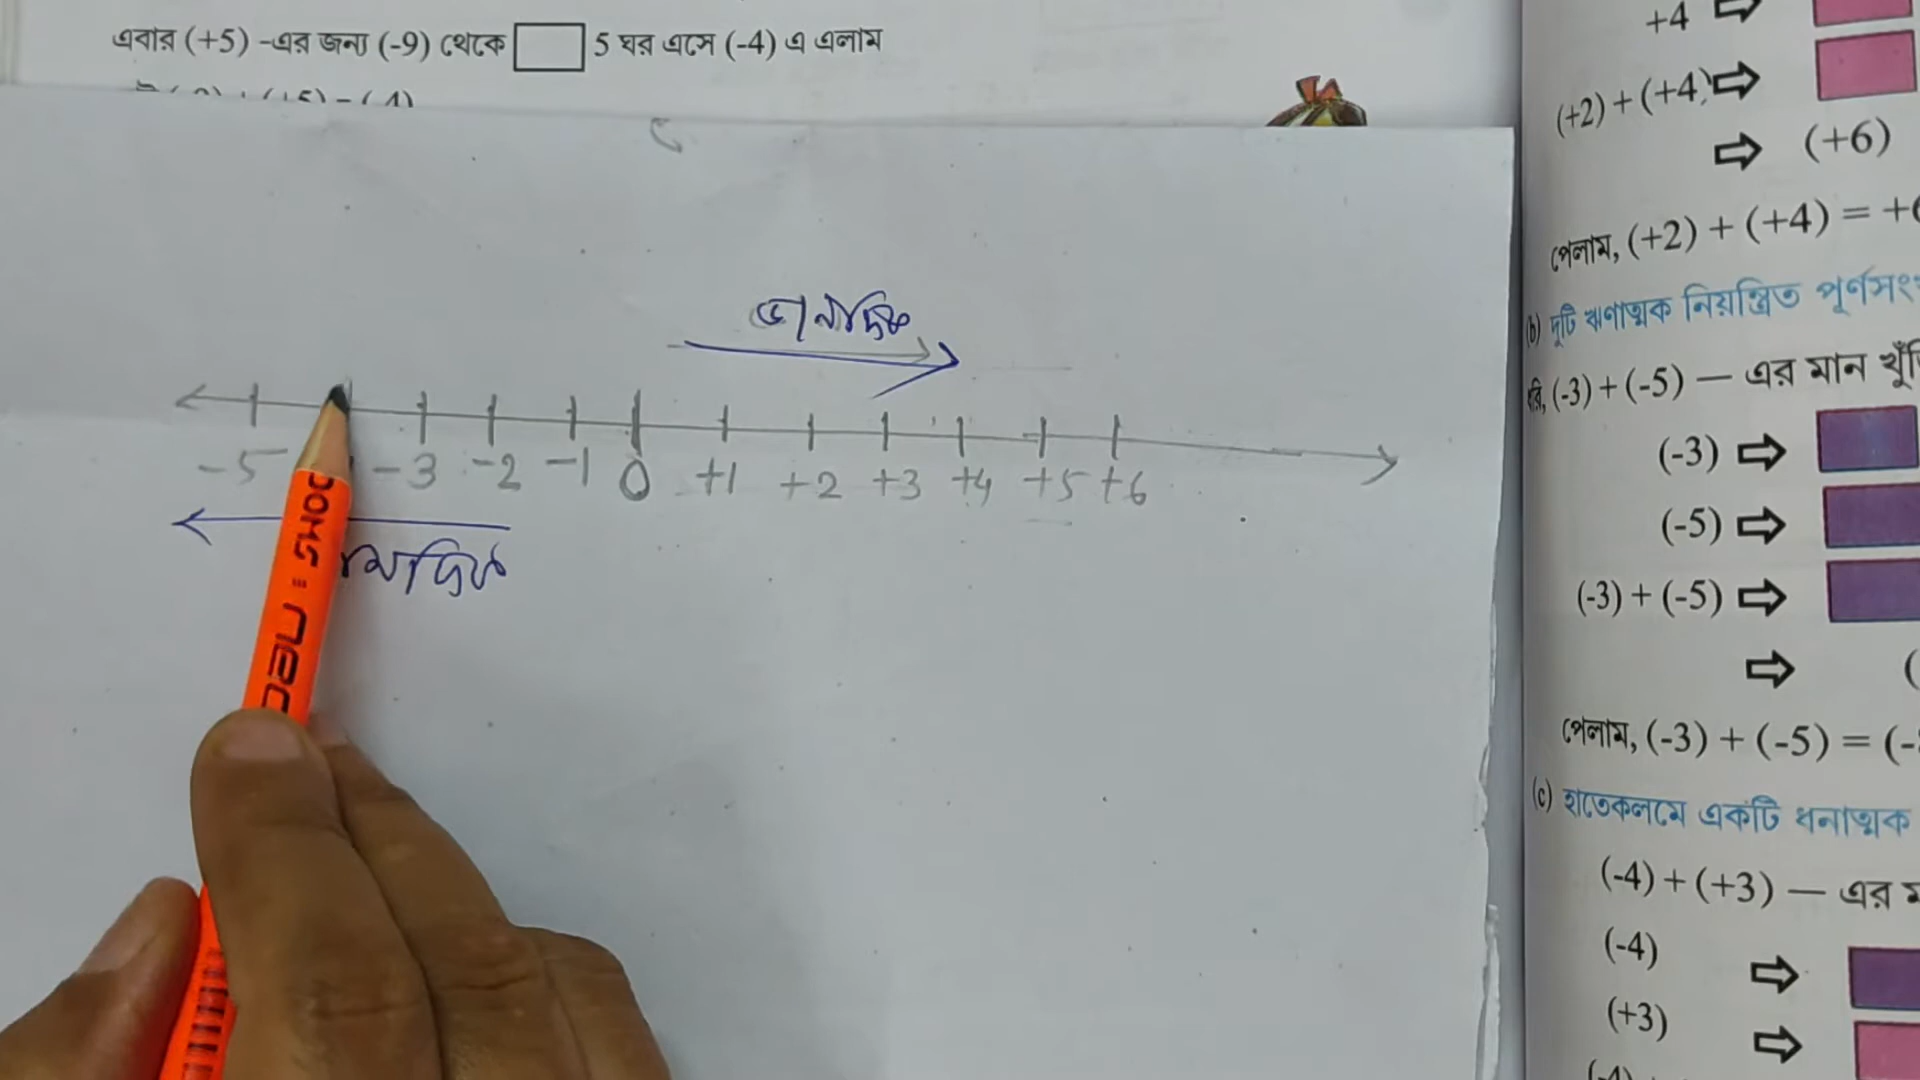 এবার (+5) -এর জন্য (-9) থেকে 5 ঘর এসে (-4) এ এলাম
ডানদিক
-5 -3 -2 -1 0 +1 +2 +3 +4 +5 +6
DOMS
+4 ⇨
(+2) + (+4) ⇨
⇨ (+6)
পেলাম, (+2) + (+4) =
(b) দুটি ঋণাত্মক নিয়ন্ত্রিত
ধরি, (-3) + (-5) — এর মান
(-3) ⇨
(-5) ⇨
(-3) + (-5) ⇨
⇨
পেলাম, (-3) + (-5) =
(c) হাতেকলমে একটি ধনাত্মক
(-4) + (+3) — এর
(-4) ⇨
(+3) ⇨